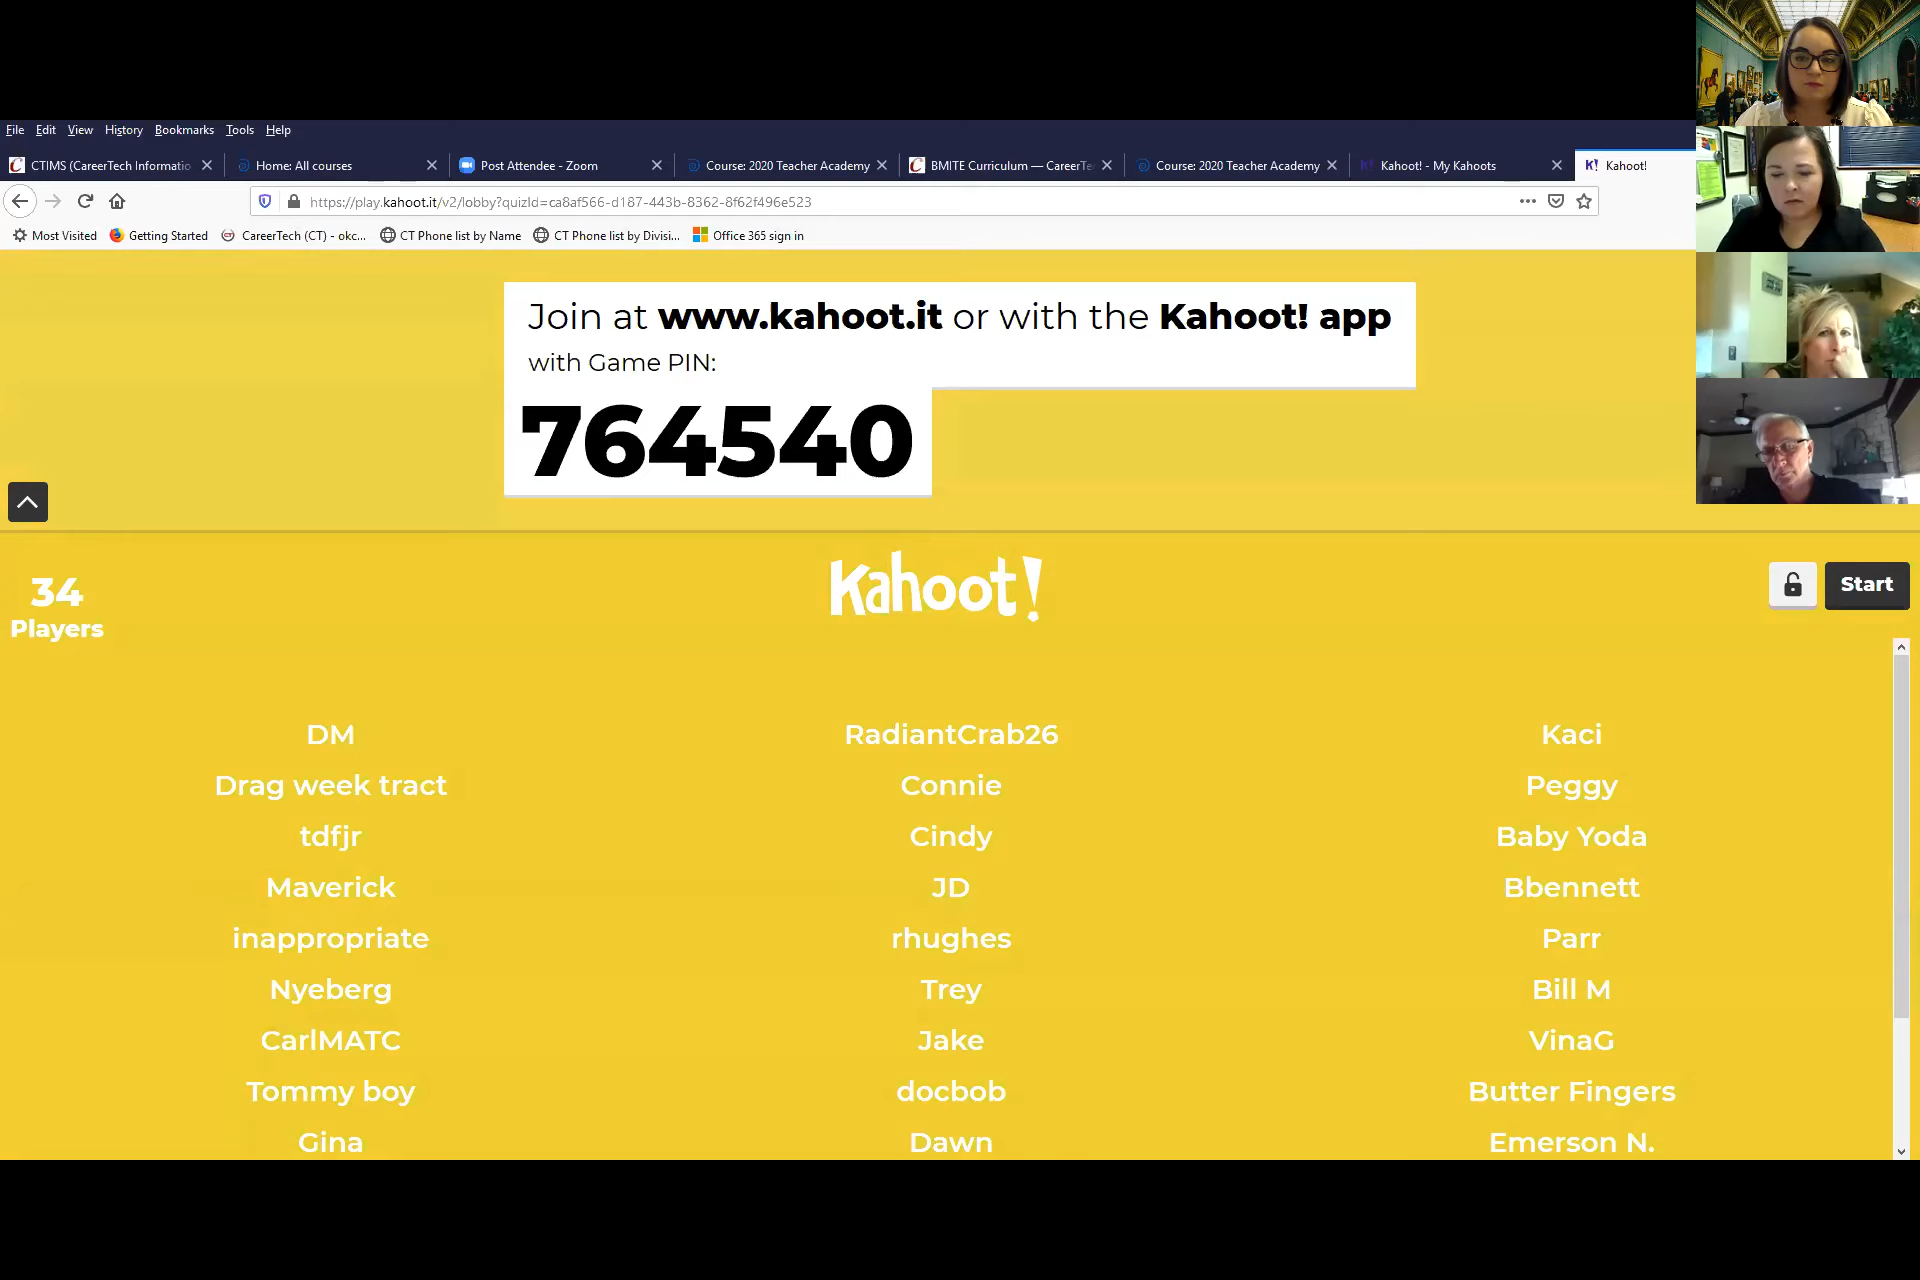 File Edit View History Bookmarks Tools Help
CTIMS (CareerTech Informatio Home: All courses Post Attendee - Zoom Course: 2020 Teacher Academy BMITE Curriculum — CareerTe Course: 2020 Teacher Academy Kahoot! - My Kahoots K! Kahoot!
https://play.kahoot.it/v2/lobby?quizId=ca8af566-d187-443b-8362-8f62f496e523
Most Visited Getting Started CareerTech (CT) - okc... CT Phone list by Name CT Phone list by Divisi... Office 365 sign in
Join at www.kahoot.it or with the Kahoot! app
with Game PIN:
764540
34
Players
Kahoot!
Start
DM RadiantCrab26 Kaci
Drag week tract Connie Peggy
tdfjr Cindy Baby Yoda
Maverick JD Bbennett
inappropriate rhughes Parr
Nyeberg Trey Bill M
CarlMATC Jake VinaG
Tommy boy docbob Butter Fingers
Gina Dawn Emerson N.